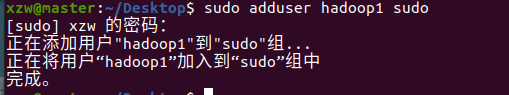 xzw@master:~/Desktop$ sudo adduser hadoop1 sudo
[sudo] xzw 的密码：
正在添加用户"hadoop1"到"sudo"组...
正在将用户“hadoop1”加入到“sudo”组中
完成。